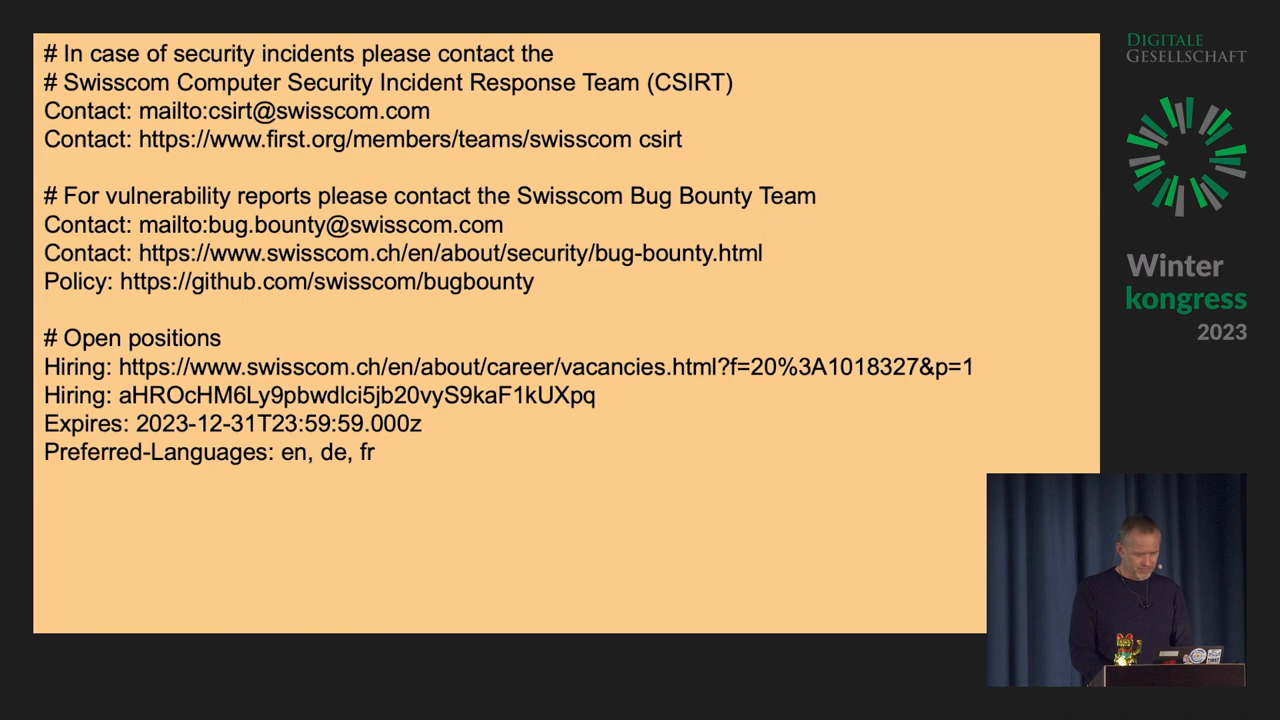 # In case of security incidents please contact the
# Swisscom Computer Security Incident Response Team (CSIRT)
Contact: mailto:csirt@swisscom.com
Contact: https://www.first.org/members/teams/swisscom csirt
# For vulnerability reports please contact the Swisscom Bug Bounty Team
Contact: mailto:bug.bounty@swisscom.com
Contact: https://www.swisscom.ch/en/about/security/bug-bounty.html
Policy: https://github.com/swisscom/bugbounty
# Open positions
Hiring: https://www.swisscom.ch/en/about/career/vacancies.html?f=20%3A1018327&p=1
Hiring: aHROcHM6Ly9pbwdlci5jb20vyS9kaF1kUXpq
Expires: 2023-12-31T23:59:59.000z
Preferred-Languages: en, de, fr
DIGITALE
GESELLSCHAFT
Winter
kongress
2023